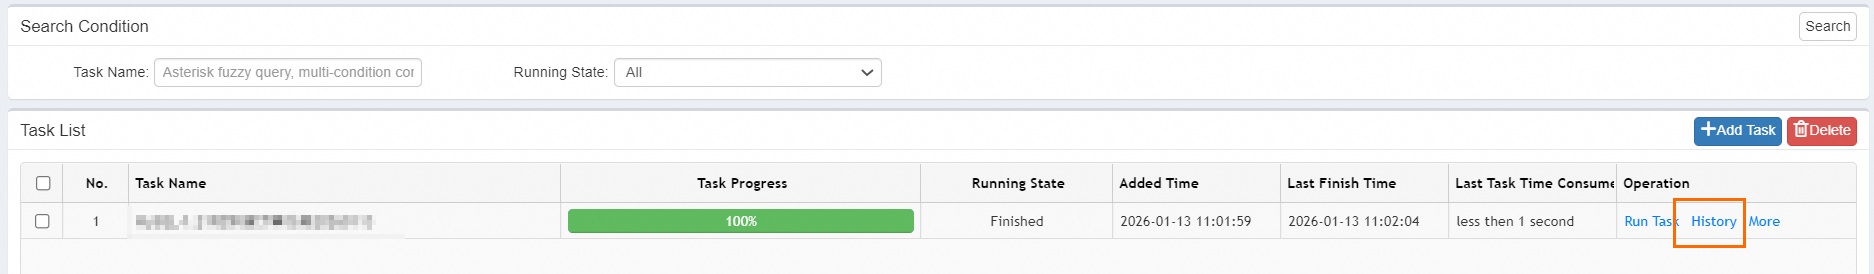 Search Condition
Search
Task Name: Asterisk fuzzy query, multi-condition cor
Running State: All
Task List
Add Task Delete
No. Task Name Task Progress Running State Added Time Last Finish Time Last Task Time Consume Operation
1 100% Finished 2026-01-13 11:01:59 2026-01-13 11:02:04 less then 1 second Run Task History More